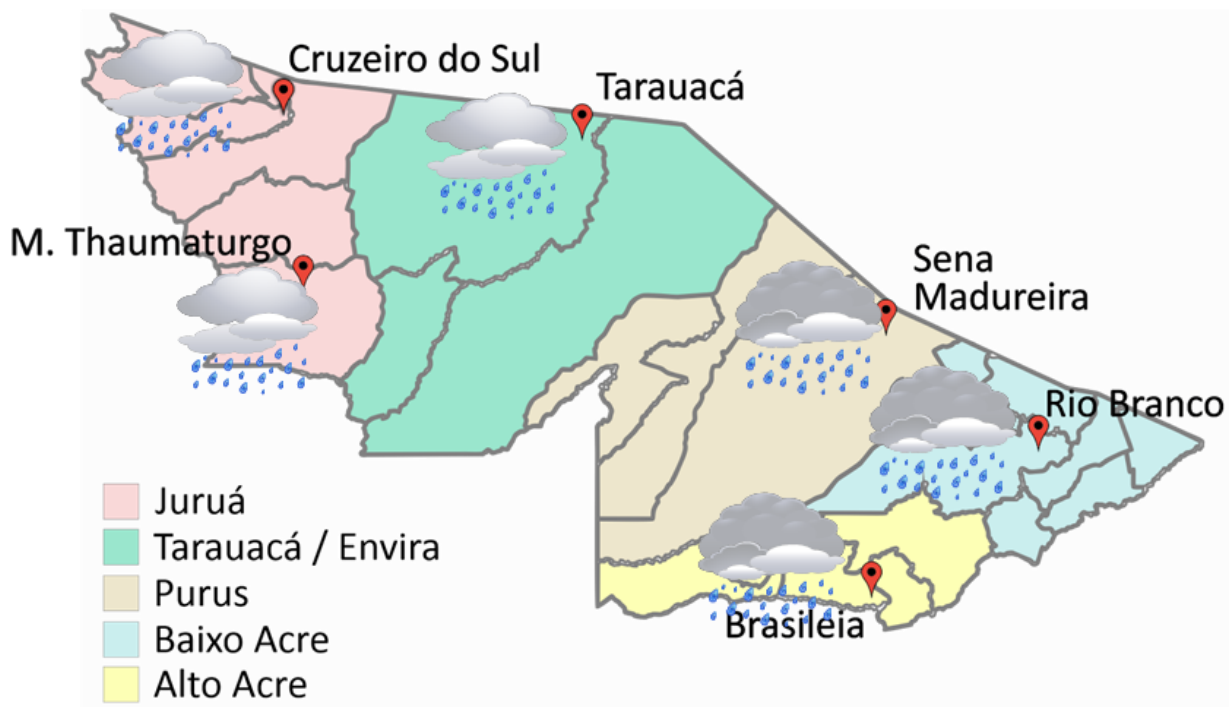 Cruzeiro do Sul
Tarauacá
M. Thaumaturgo
Sena
Madureira
Rio Branco
Brasileia
Juruá
Tarauacá / Envira
Purus
Baixo Acre
Alto Acre